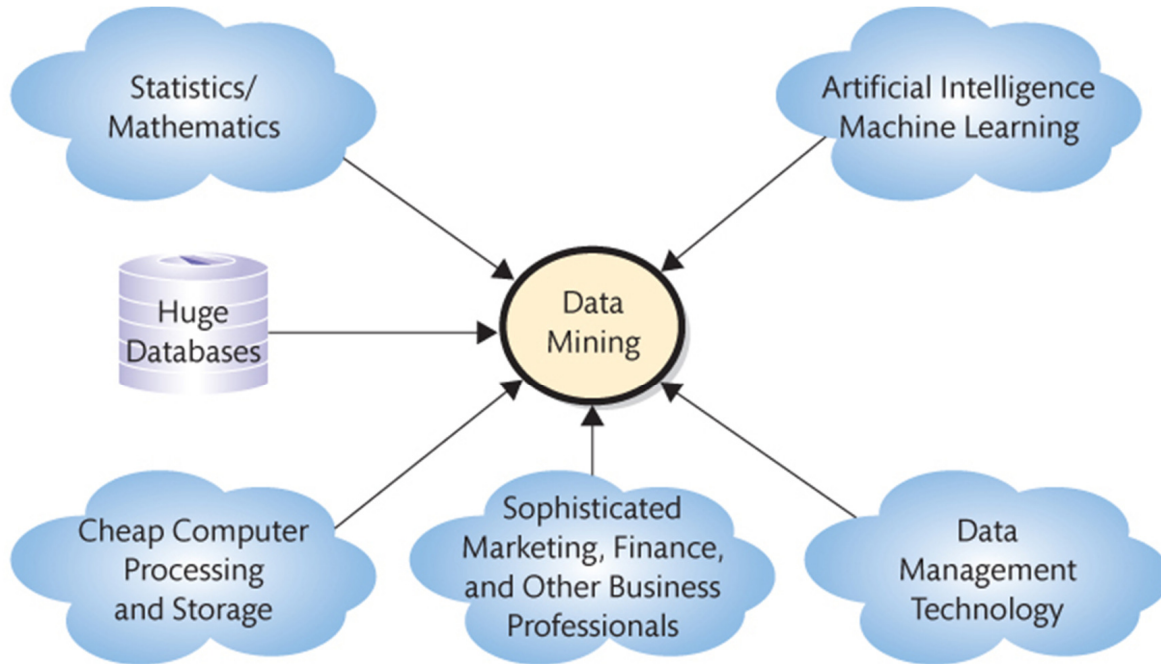 Statistics/
Mathematics
Artificial Intelligence
Machine Learning
Huge
Databases
Data
Mining
Cheap Computer
Processing
and Storage
Sophisticated
Marketing, Finance,
and Other Business
Professionals
Data
Management
Technology